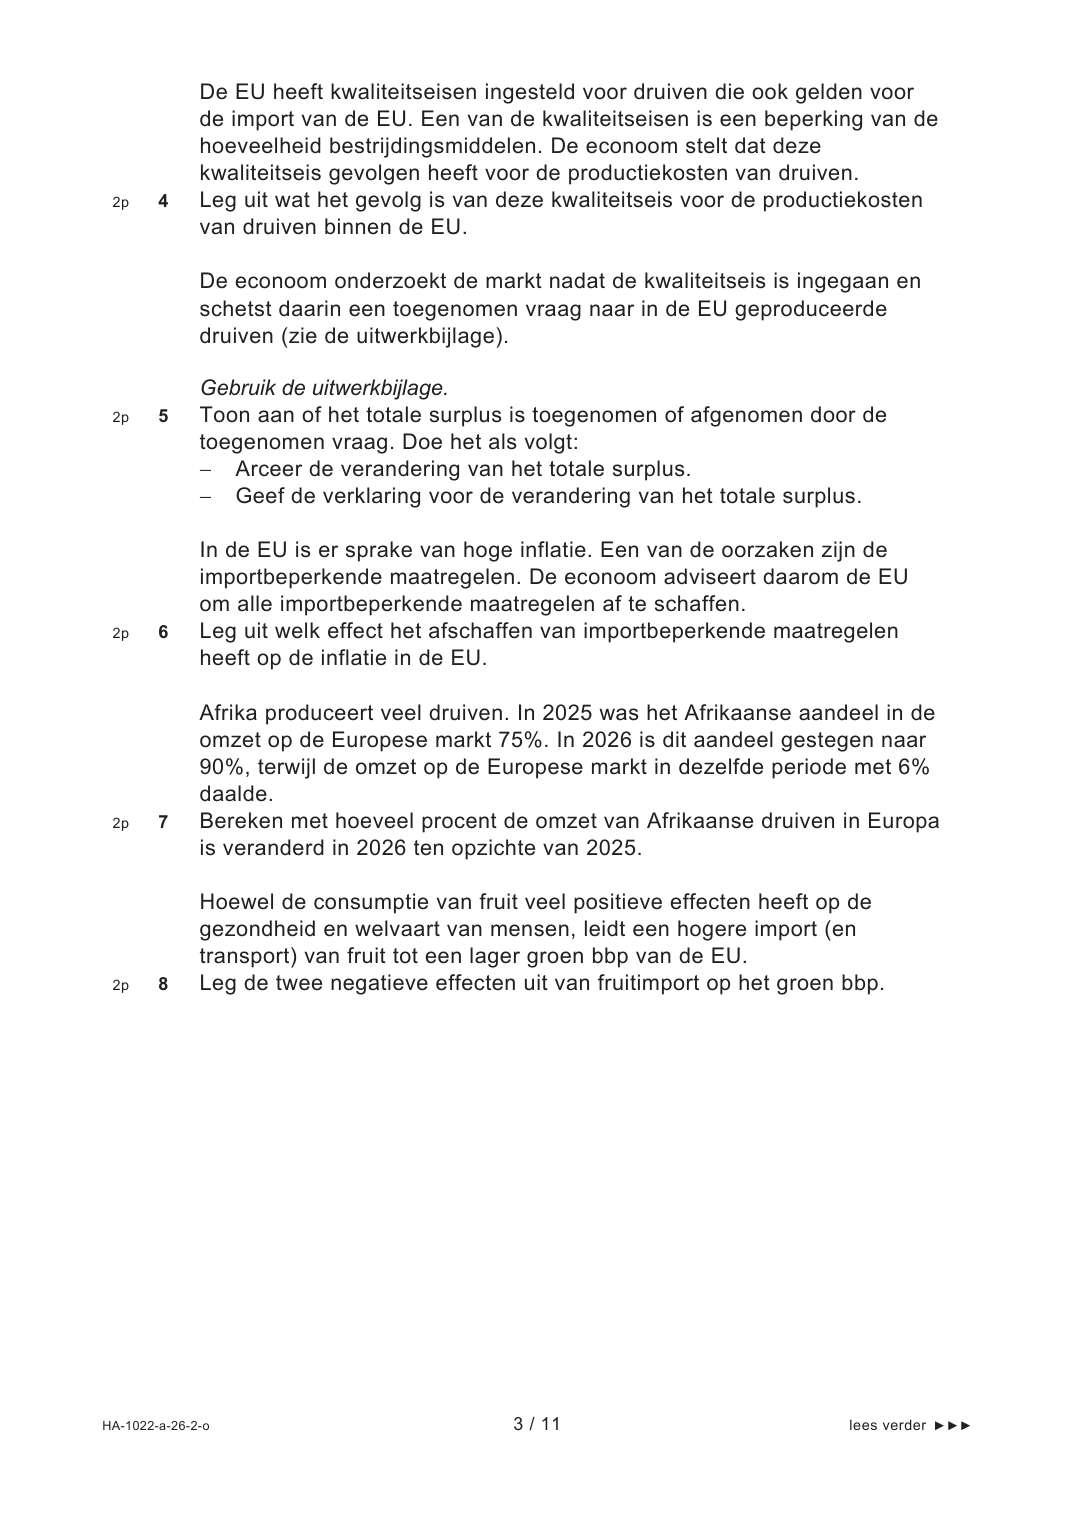 De EU heeft kwaliteitseisen ingesteld voor druiven die ook gelden voor
de import van de EU. Een van de kwaliteitseisen is een beperking van de
hoeveelheid bestrijdingsmiddelen. De econoom stelt dat deze
kwaliteitseis gevolgen heeft voor de productiekosten van druiven.
2p 4 Leg uit wat het gevolg is van deze kwaliteitseis voor de productiekosten
van druiven binnen de EU.
De econoom onderzoekt de markt nadat de kwaliteitseis is ingegaan en
schetst daarin een toegenomen vraag naar in de EU geproduceerde
druiven (zie de uitwerkbijlage).
Gebruik de uitwerkbijlage.
2p 5 Toon aan of het totale surplus is toegenomen of afgenomen door de
toegenomen vraag. Doe het als volgt:
– Arceer de verandering van het totale surplus.
– Geef de verklaring voor de verandering van het totale surplus.
In de EU is er sprake van hoge inflatie. Een van de oorzaken zijn de
importbeperkende maatregelen. De econoom adviseert daarom de EU
om alle importbeperkende maatregelen af te schaffen.
2p 6 Leg uit welk effect het afschaffen van importbeperkende maatregelen
heeft op de inflatie in de EU.
Afrika produceert veel druiven. In 2025 was het Afrikaanse aandeel in de
omzet op de Europese markt 75%. In 2026 is dit aandeel gestegen naar
90%, terwijl de omzet op de Europese markt in dezelfde periode met 6%
daalde.
2p 7 Bereken met hoeveel procent de omzet van Afrikaanse druiven in Europa
is veranderd in 2026 ten opzichte van 2025.
Hoewel de consumptie van fruit veel positieve effecten heeft op de
gezondheid en welvaart van mensen, leidt een hogere import (en
transport) van fruit tot een lager groen bbp van de EU.
2p 8 Leg de twee negatieve effecten uit van fruitimport op het groen bbp.
HA-1022-a-26-2-o 3 / 11 lees verder ►►►